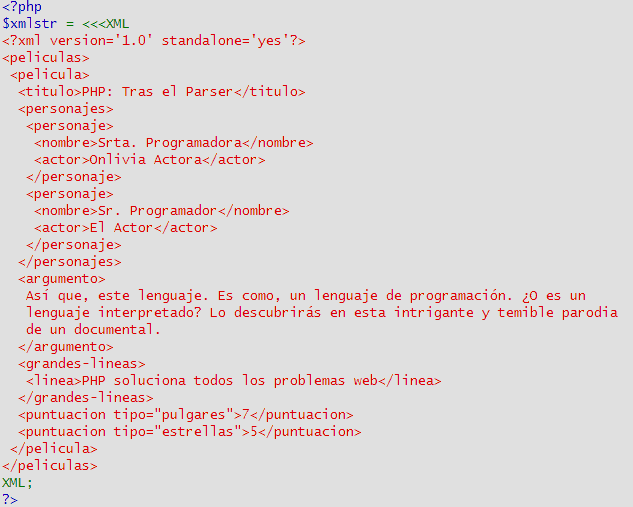 <?php
$xmlstr = <<<XML
<?xml version='1.0' standalone='yes'?>
<peliculas>
 <pelicula>
  <titulo>PHP: Tras el Parser</titulo>
  <personajes>
   <personaje>
    <nombre>Srta. Programadora</nombre>
    <actor>Onlivia Actora</actor>
   </personaje>
   <personaje>
    <nombre>Sr. Programador</nombre>
    <actor>El Actor</actor>
   </personaje>
  </personajes>
  <argumento>
   Así que, este lenguaje. Es como, un lenguaje de programación. ¿O es un
   lenguaje interpretado? Lo descubrirás en esta intrigante y temible parodia
   de un documental.
  </argumento>
  <grandes-lineas>
   <linea>PHP soluciona todos los problemas web</linea>
  </grandes-lineas>
  <puntuacion tipo="pulgares">7</puntuacion>
  <puntuacion tipo="estrellas">5</puntuacion>
 </pelicula>
</peliculas>
XML;
?>